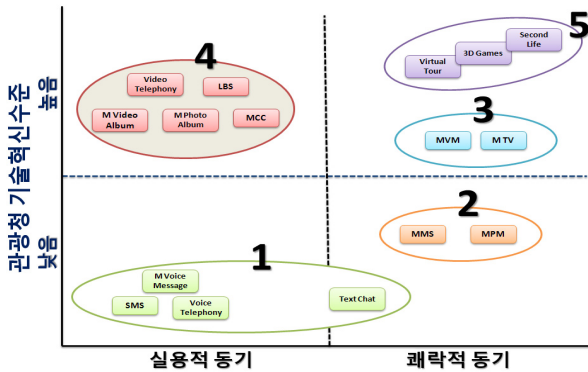 5
Second
Life
3D Games
Virtual
Tour
4
Video
Telephony
LBS
M Video
Album
M Photo
Album
MCC
3
MVM
M TV
2
MMS
MPM
1
M Voice
Message
SMS
Voice
Telephony
Text Chat
관광청 기술혁신수준
높음
낮음
실용적 동기
쾌락적 동기